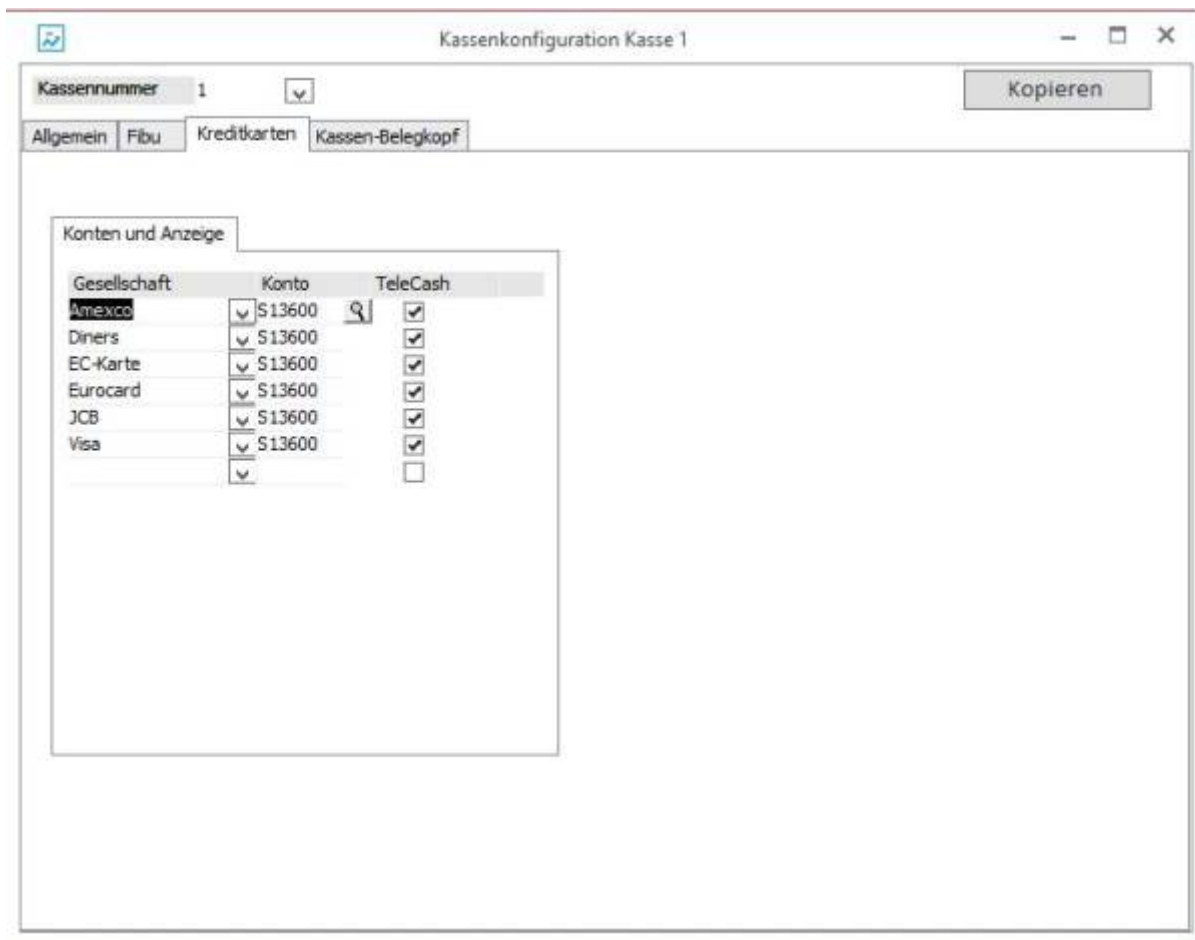 Kassenkonfiguration Kasse 1
Kassennummer 1
Kopieren
Allgemein Fibu Kreditkarten Kassen-Belegkopf
Konten und Anzeige
Gesellschaft Konto TeleCash
Amexco S13600
Diners S13600
EC-Karte S13600
Eurocard S13600
JCB S13600
Visa S13600